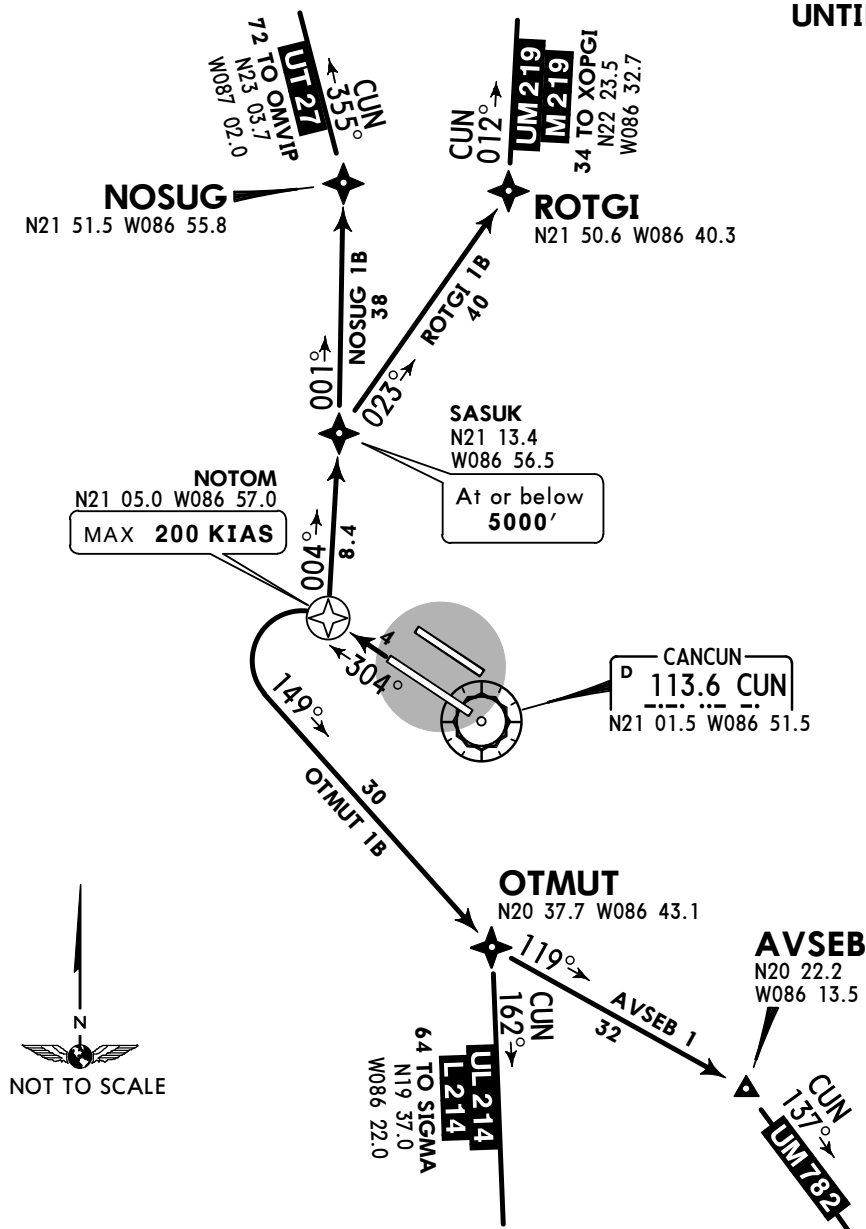 UNTI
72 TO OMVIP
N23 03.7
W087 02.0
UT 27
CUN
355°
CUN
012°
UM 219
M 219
34 TO XOPGI
N22 23.5
W086 32.7
NOSUG
N21 51.5 W086 55.8
ROTGI
N21 50.6 W086 40.3
NOSUG 1B
38
001°
ROTGI 1B
40
023°
SASUK
N21 13.4
W086 56.5
At or below
5000′
NOTOM
N21 05.0 W086 57.0
MAX 200 KIAS
004°
8.4
4
304°
CANCUN
D 113.6 CUN
N21 01.5 W086 51.5
149°
30
OTMUT 1B
OTMUT
N20 37.7 W086 43.1
119°
AVSEB 1
32
AVSEB
N20 22.2
W086 13.5
CUN
162°
UL 214
L 214
64 TO SIGMA
N19 37.0
W086 22.0
CUN
137°
UM 782
N
NOT TO SCALE